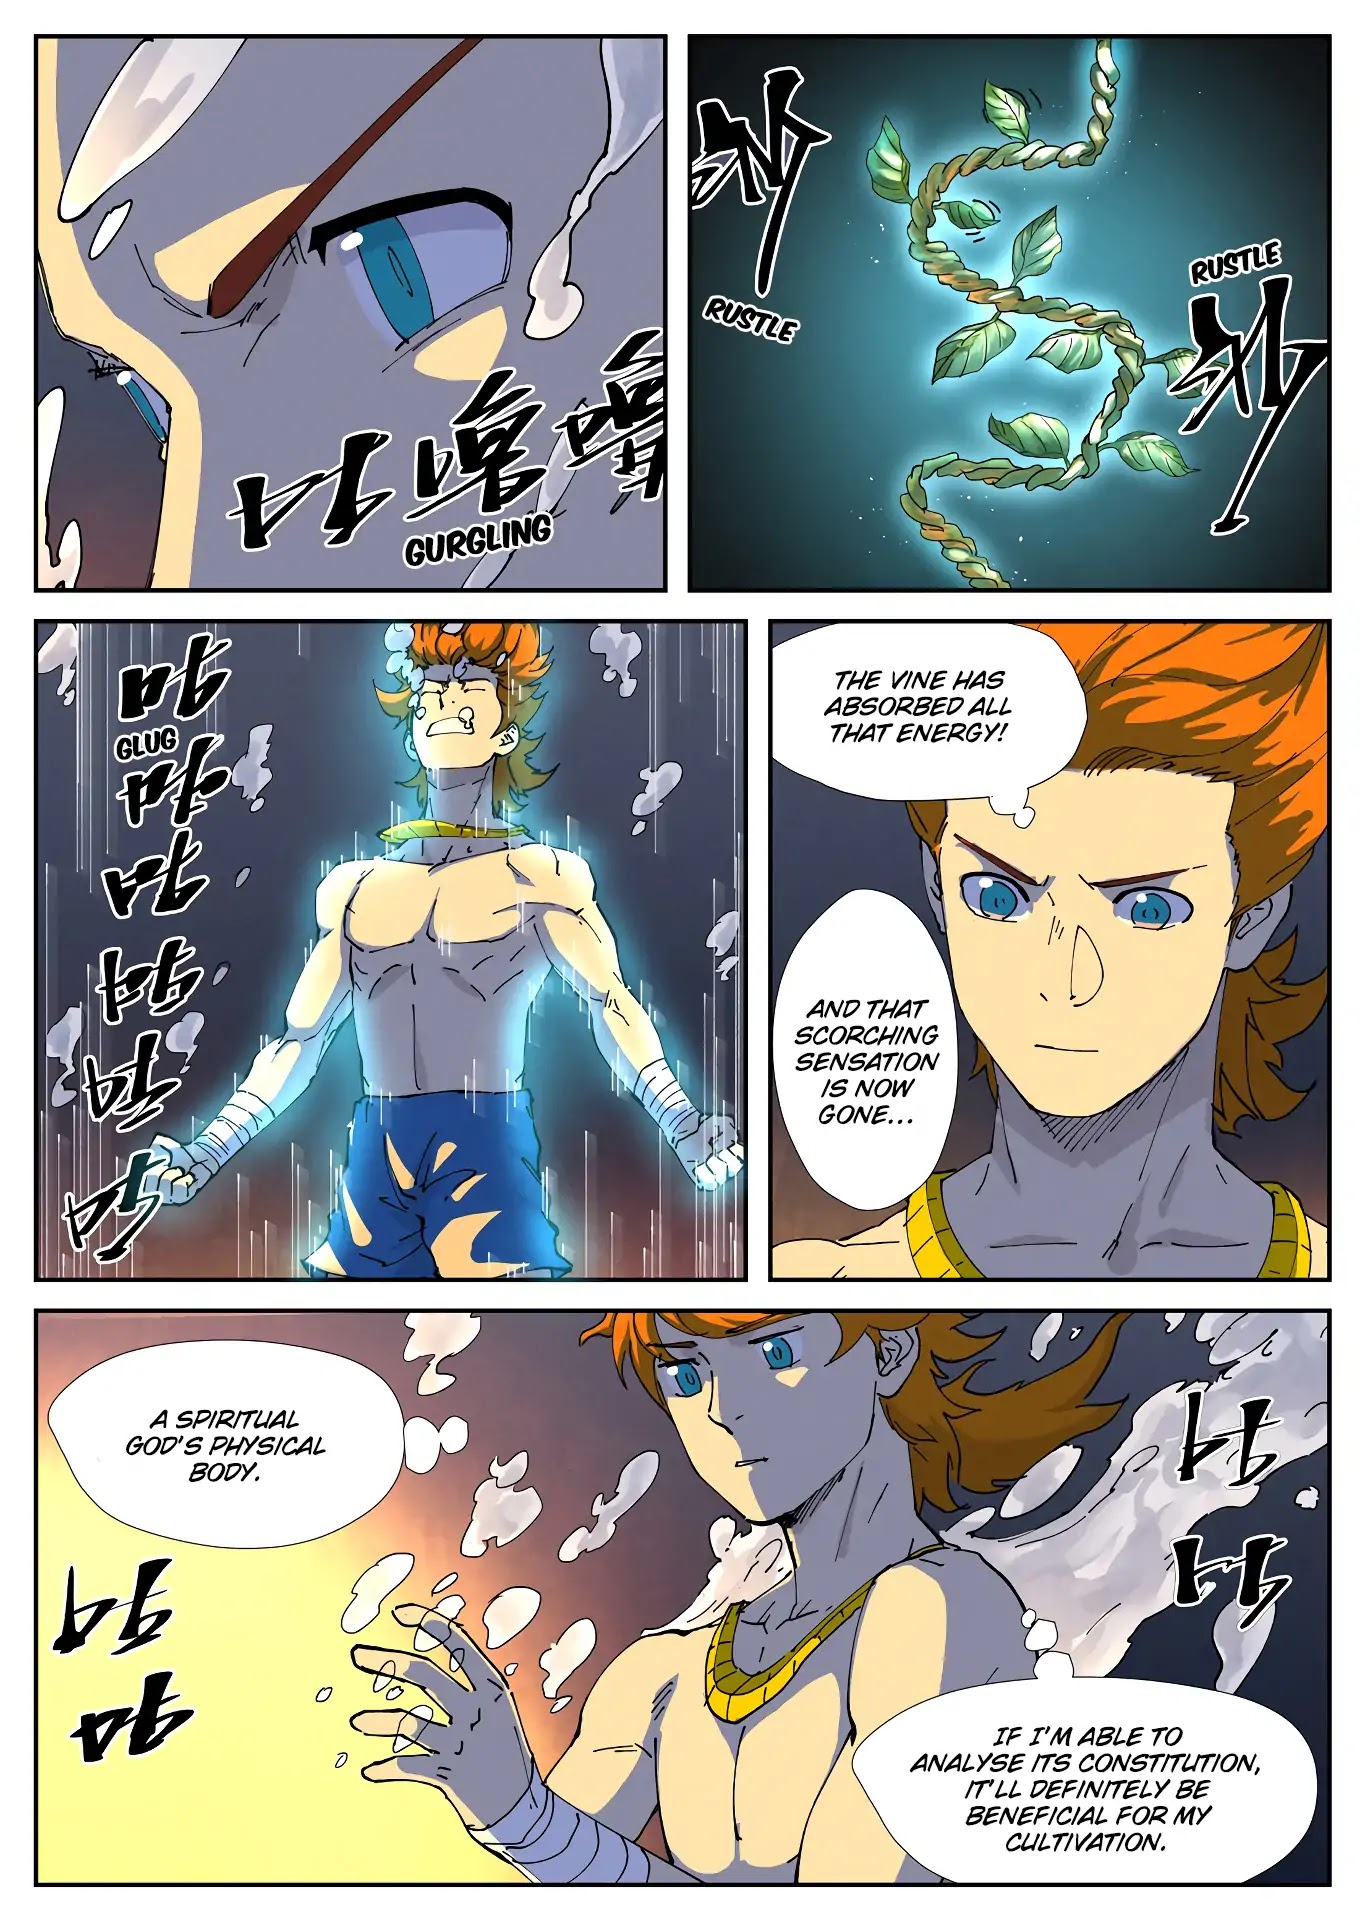 GURGLING
RUSTLE
RUSTLE
GLUG
THE VINE HAS
ABSORBED ALL
THAT ENERGY!
AND THAT
SCORCHING
SENSATION
IS NOW
GONE...
A SPIRITUAL
GOD'S PHYSICAL
BODY.
IF I'M ABLE TO
ANALYSE ITS CONSTITUTION,
IT'LL DEFINITELY BE
BENEFICIAL FOR MY
CULTIVATION.